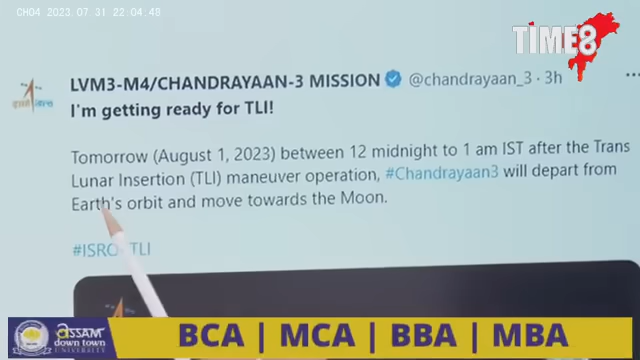 CH04 2023.07.31 22:04:48
TIME8
LVM3-M4/CHANDRAYAAN-3 MISSION @chandrayaan_3 · 3h
I'm getting ready for TLI!
Tomorrow (August 1, 2023) between 12 midnight to 1 am IST after the Trans
Lunar Insertion (TLI) maneuver operation, #Chandrayaan3 will depart from
Earth's orbit and move towards the Moon.
#ISRO TLI
ASSAM
down town
UNIVERSITY
BCA | MCA | BBA | MBA